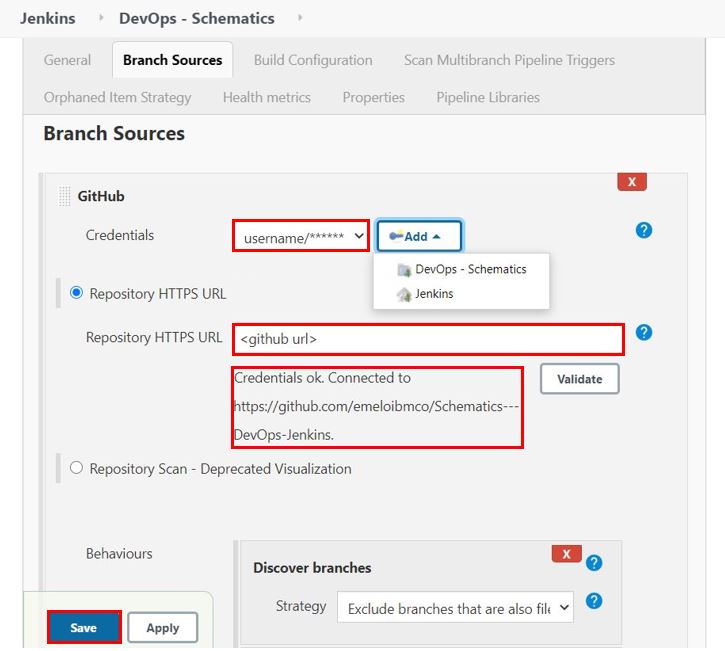 Jenkins DevOps - Schematics
General Branch Sources Build Configuration Scan Multibranch Pipeline Triggers
Orphaned Item Strategy Health metrics Properties Pipeline Libraries
Branch Sources
X
GitHub
Credentials username/****** Add ?
DevOps - Schematics
Jenkins
Repository HTTPS URL
Repository HTTPS URL <github url> ?
Credentials ok. Connected to Validate
https://github.com/emeloibmco/Schematics---
DevOps-Jenkins.
Repository Scan - Deprecated Visualization
Behaviours
X ?
Discover branches
Strategy Exclude branches that are also file ?
Save Apply